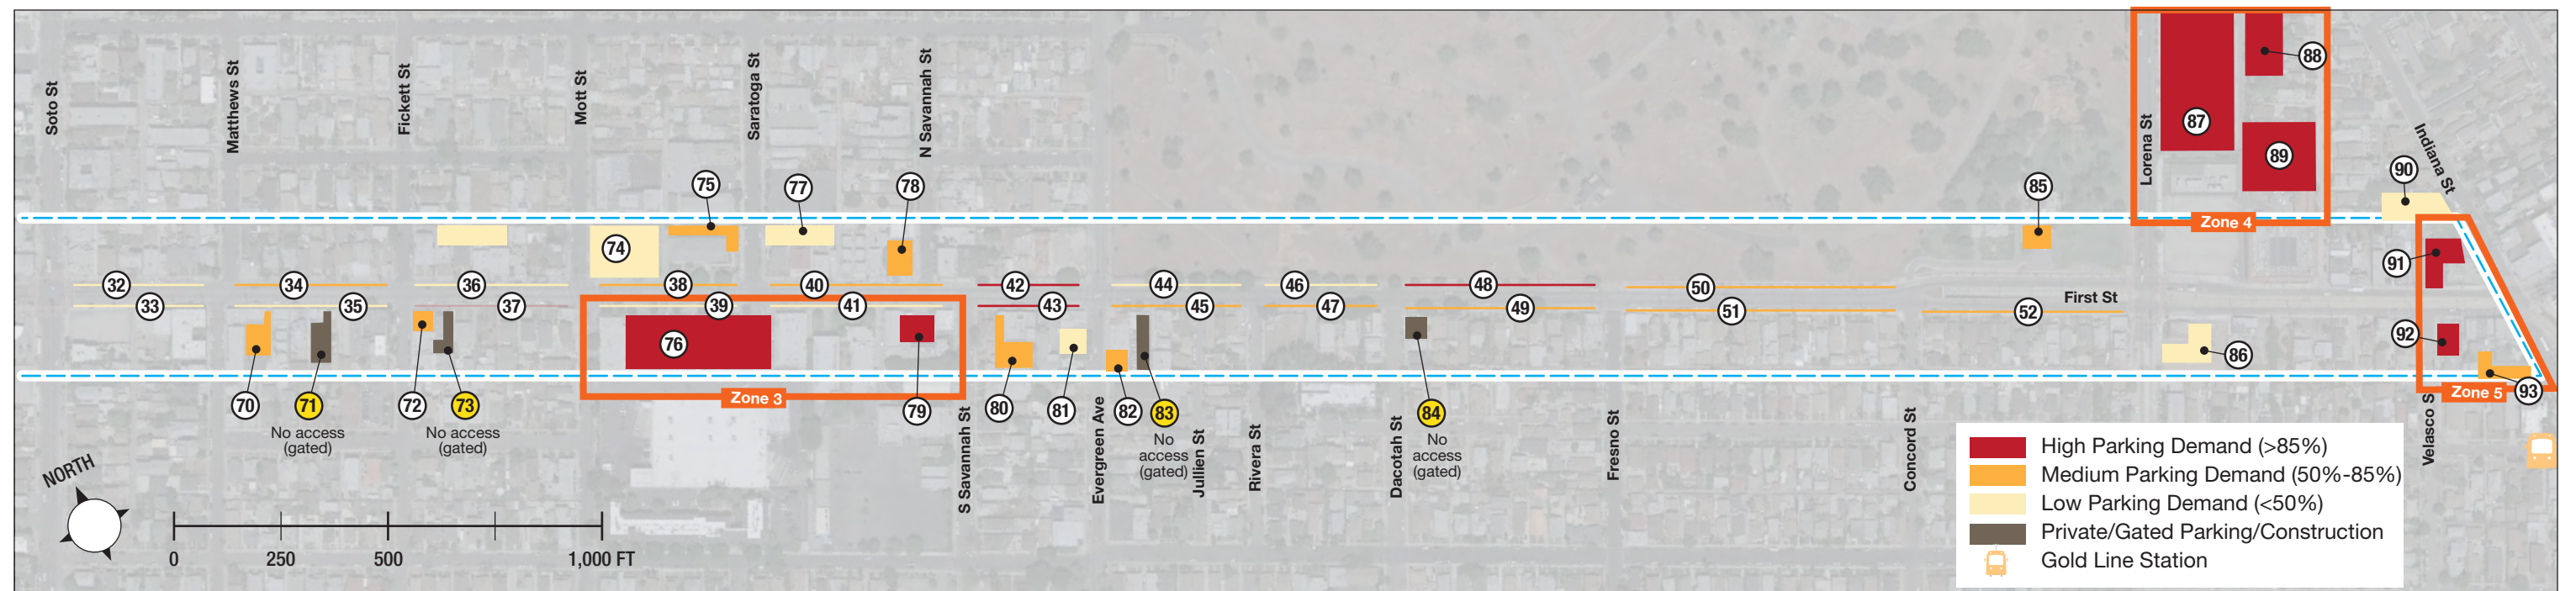 Soto St
Matthews St
Fickett St
Mott St
Saratoga St
N Savannah St
Lorena St
Indiana St
88
87
89
90
75
77
78
85
Zone 4
74
91
32
34
36
38
40
42
44
46
48
50
First St
33
35
37
39
41
43
45
47
49
51
52
76
92
86
Zone 3
Zone 5
93
70
71
72
73
79
80
81
82
83
84
No access
(gated)
No access
(gated)
No
access
(gated)
No
access
(gated)
S Savannah St
Evergreen Ave
Julien St
Rivera St
Dacotah St
Fresno St
Concord St
Velasco S
NORTH
0
250
500
1,000 FT
High Parking Demand (>85%)
Medium Parking Demand (50%-85%)
Low Parking Demand (<50%)
Private/Gated Parking/Construction
Gold Line Station